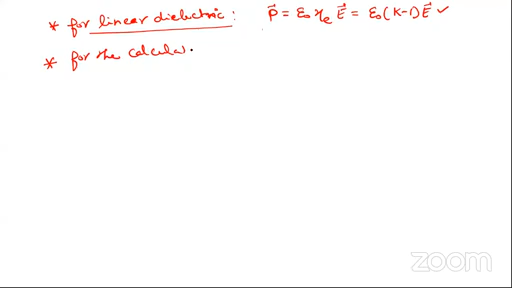 * for linear dielectric : P⃗ = ε₀ χₑ E⃗ = ε₀ (K-1) E⃗ ✓
* for the calcula
zoom